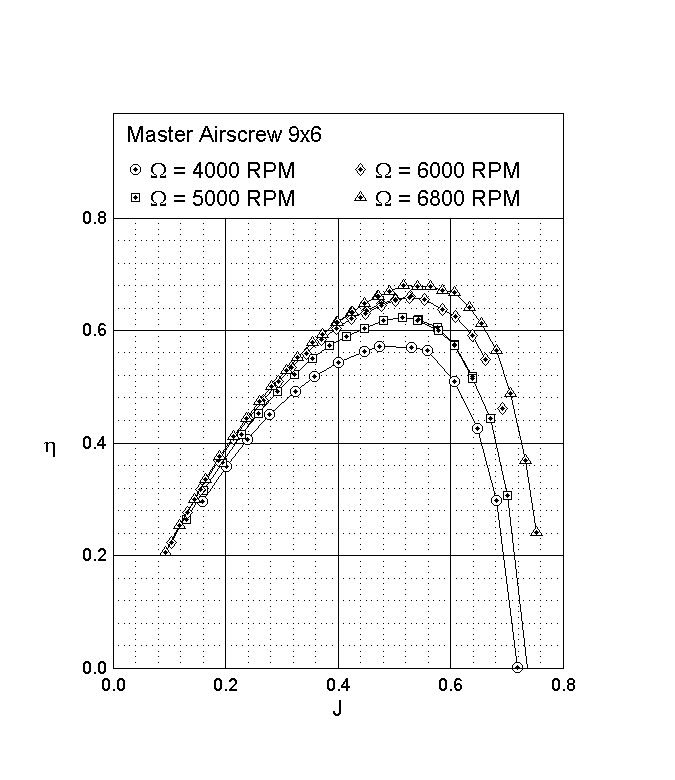 Master Airscrew 9x6
Ω = 4000 RPM Ω = 6000 RPM
Ω = 5000 RPM Ω = 6800 RPM
0.8
0.6
0.4
η
0.2
0.0
0.0 0.2 0.4 0.6 0.8
J